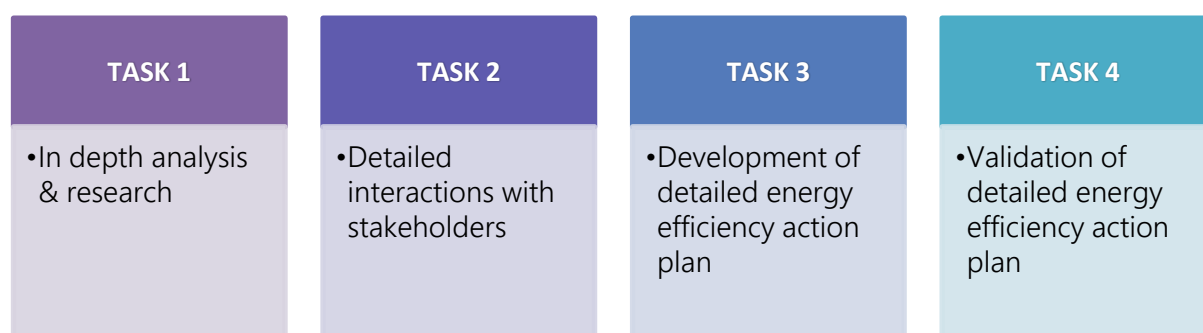 TASK 1
•In depth analysis
& research
TASK 2
•Detailed
interactions with
stakeholders
TASK 3
•Development of
detailed energy
efficiency action
plan
TASK 4
•Validation of
detailed energy
efficiency action
plan